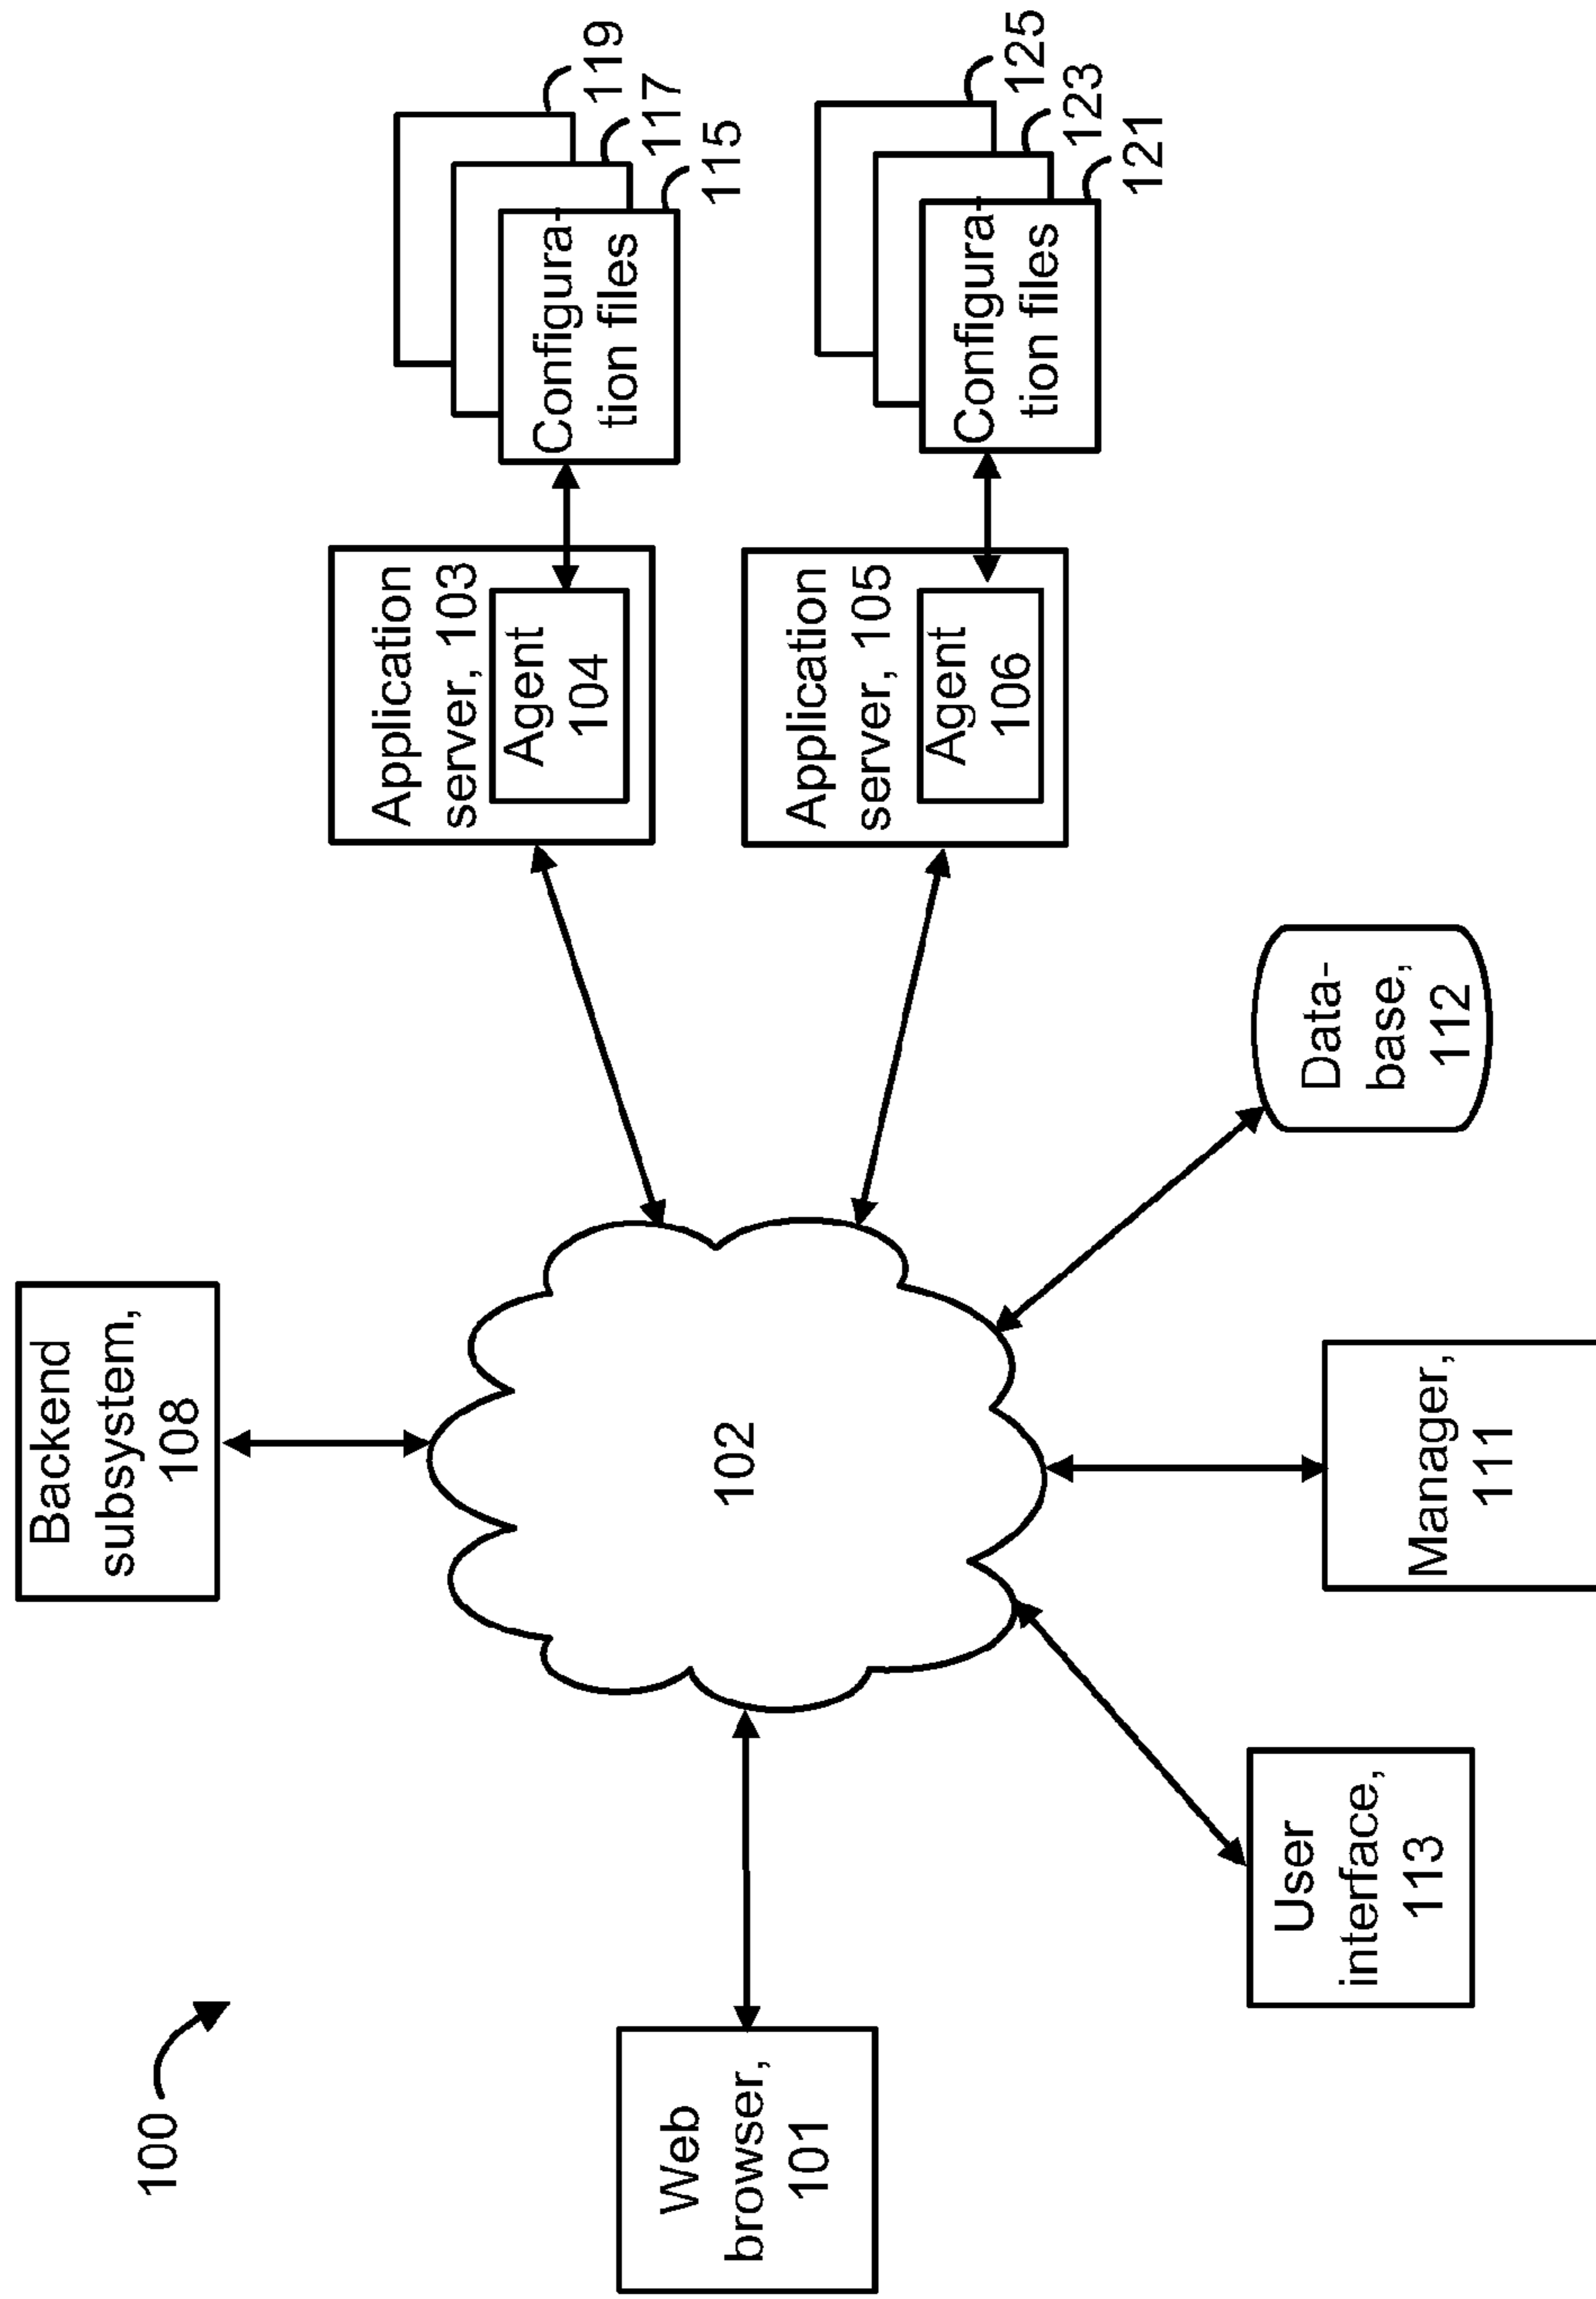 100
Backend
subsystem,
108
Application
server, 103
Agent
104
Configura-
tion files
119
117
115
Web
browser,
101
102
Application
server, 105
Agent
106
Configura-
tion files
125
123
121
User
interface,
113
Manager,
111
Data-
base,
112